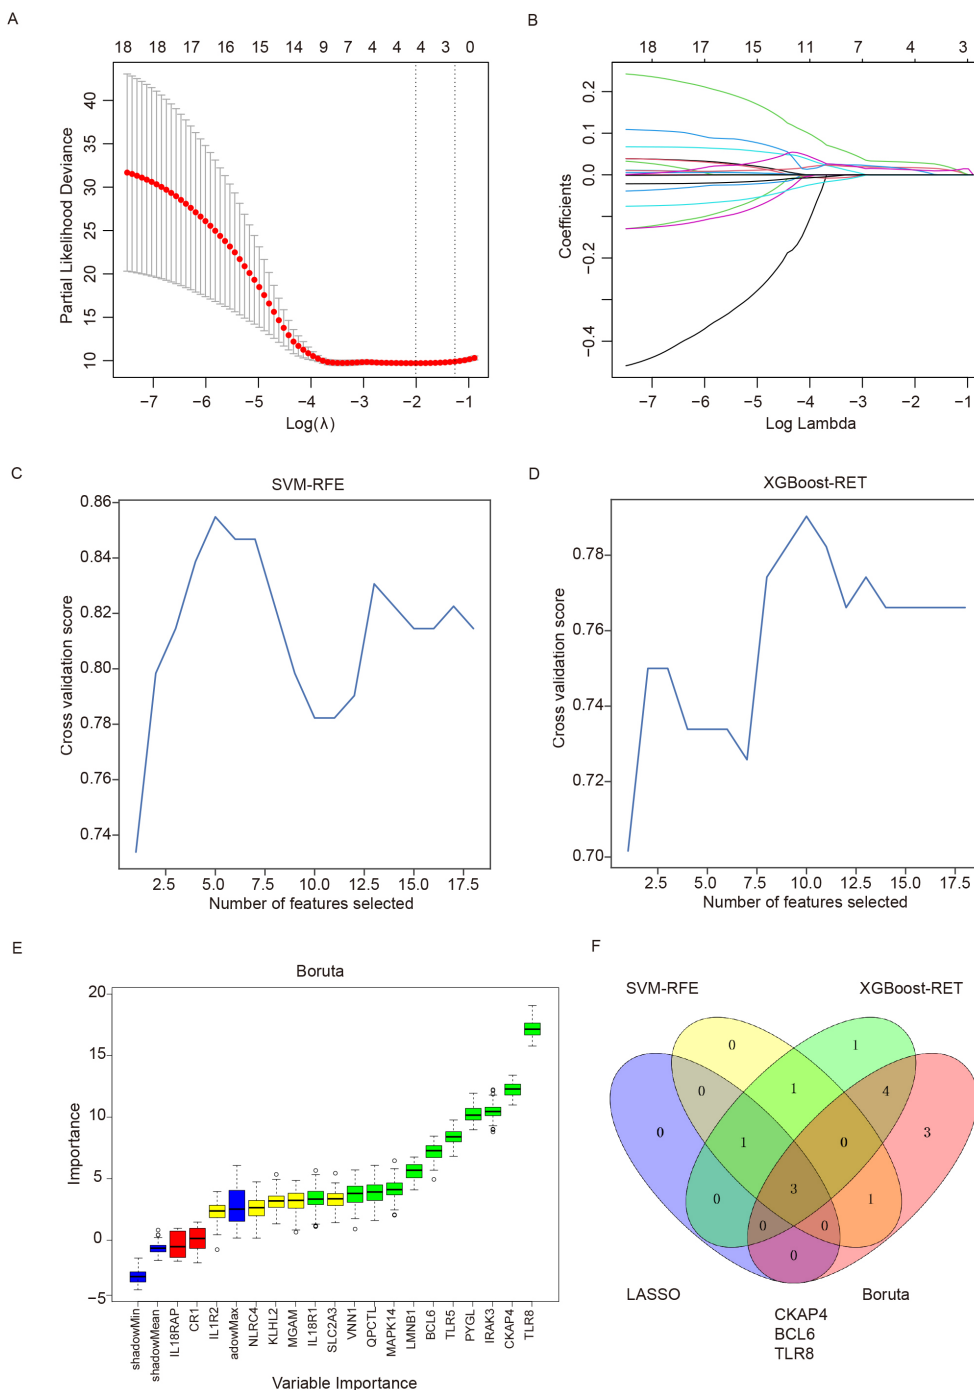 A
18 18 17 16 15 14 9 7 4 4 4 3 0
Partial Likelihood Deviance
40
35
30
25
20
15
10
−7 −6 −5 −4 −3 −2 −1
Log(λ)
B
18 17 15 11 7 4 3
Coefficients
0.2
0.1
0.0
−0.2
−0.4
−7 −6 −5 −4 −3 −2 −1
Log Lambda
C
SVM-RFE
Cross validation score
0.86
0.84
0.82
0.80
0.78
0.76
0.74
2.5 5.0 7.5 10.0 12.5 15.0 17.5
Number of features selected
D
XGBoost-RET
Cross validation score
0.78
0.76
0.74
0.72
0.70
2.5 5.0 7.5 10.0 12.5 15.0 17.5
Number of features selected
E
Boruta
Importance
20
15
10
5
0
−5
shadowMin
shadowMean
IL18RAP
CR1
IL1R2
adowMax
NLRC4
KLHL2
MGAM
IL18R1
SLC2A3
VNN1
QPCTL
MAPK14
LMNB1
BCL6
TLR5
PYGL
IRAK3
CKAP4
TLR8
Variable Importance
F
SVM-RFE XGBoost-RET
0 1
0 1 4
0 1 0 3
3
0 1
0 0
0
LASSO Boruta
CKAP4
BCL6
TLR8